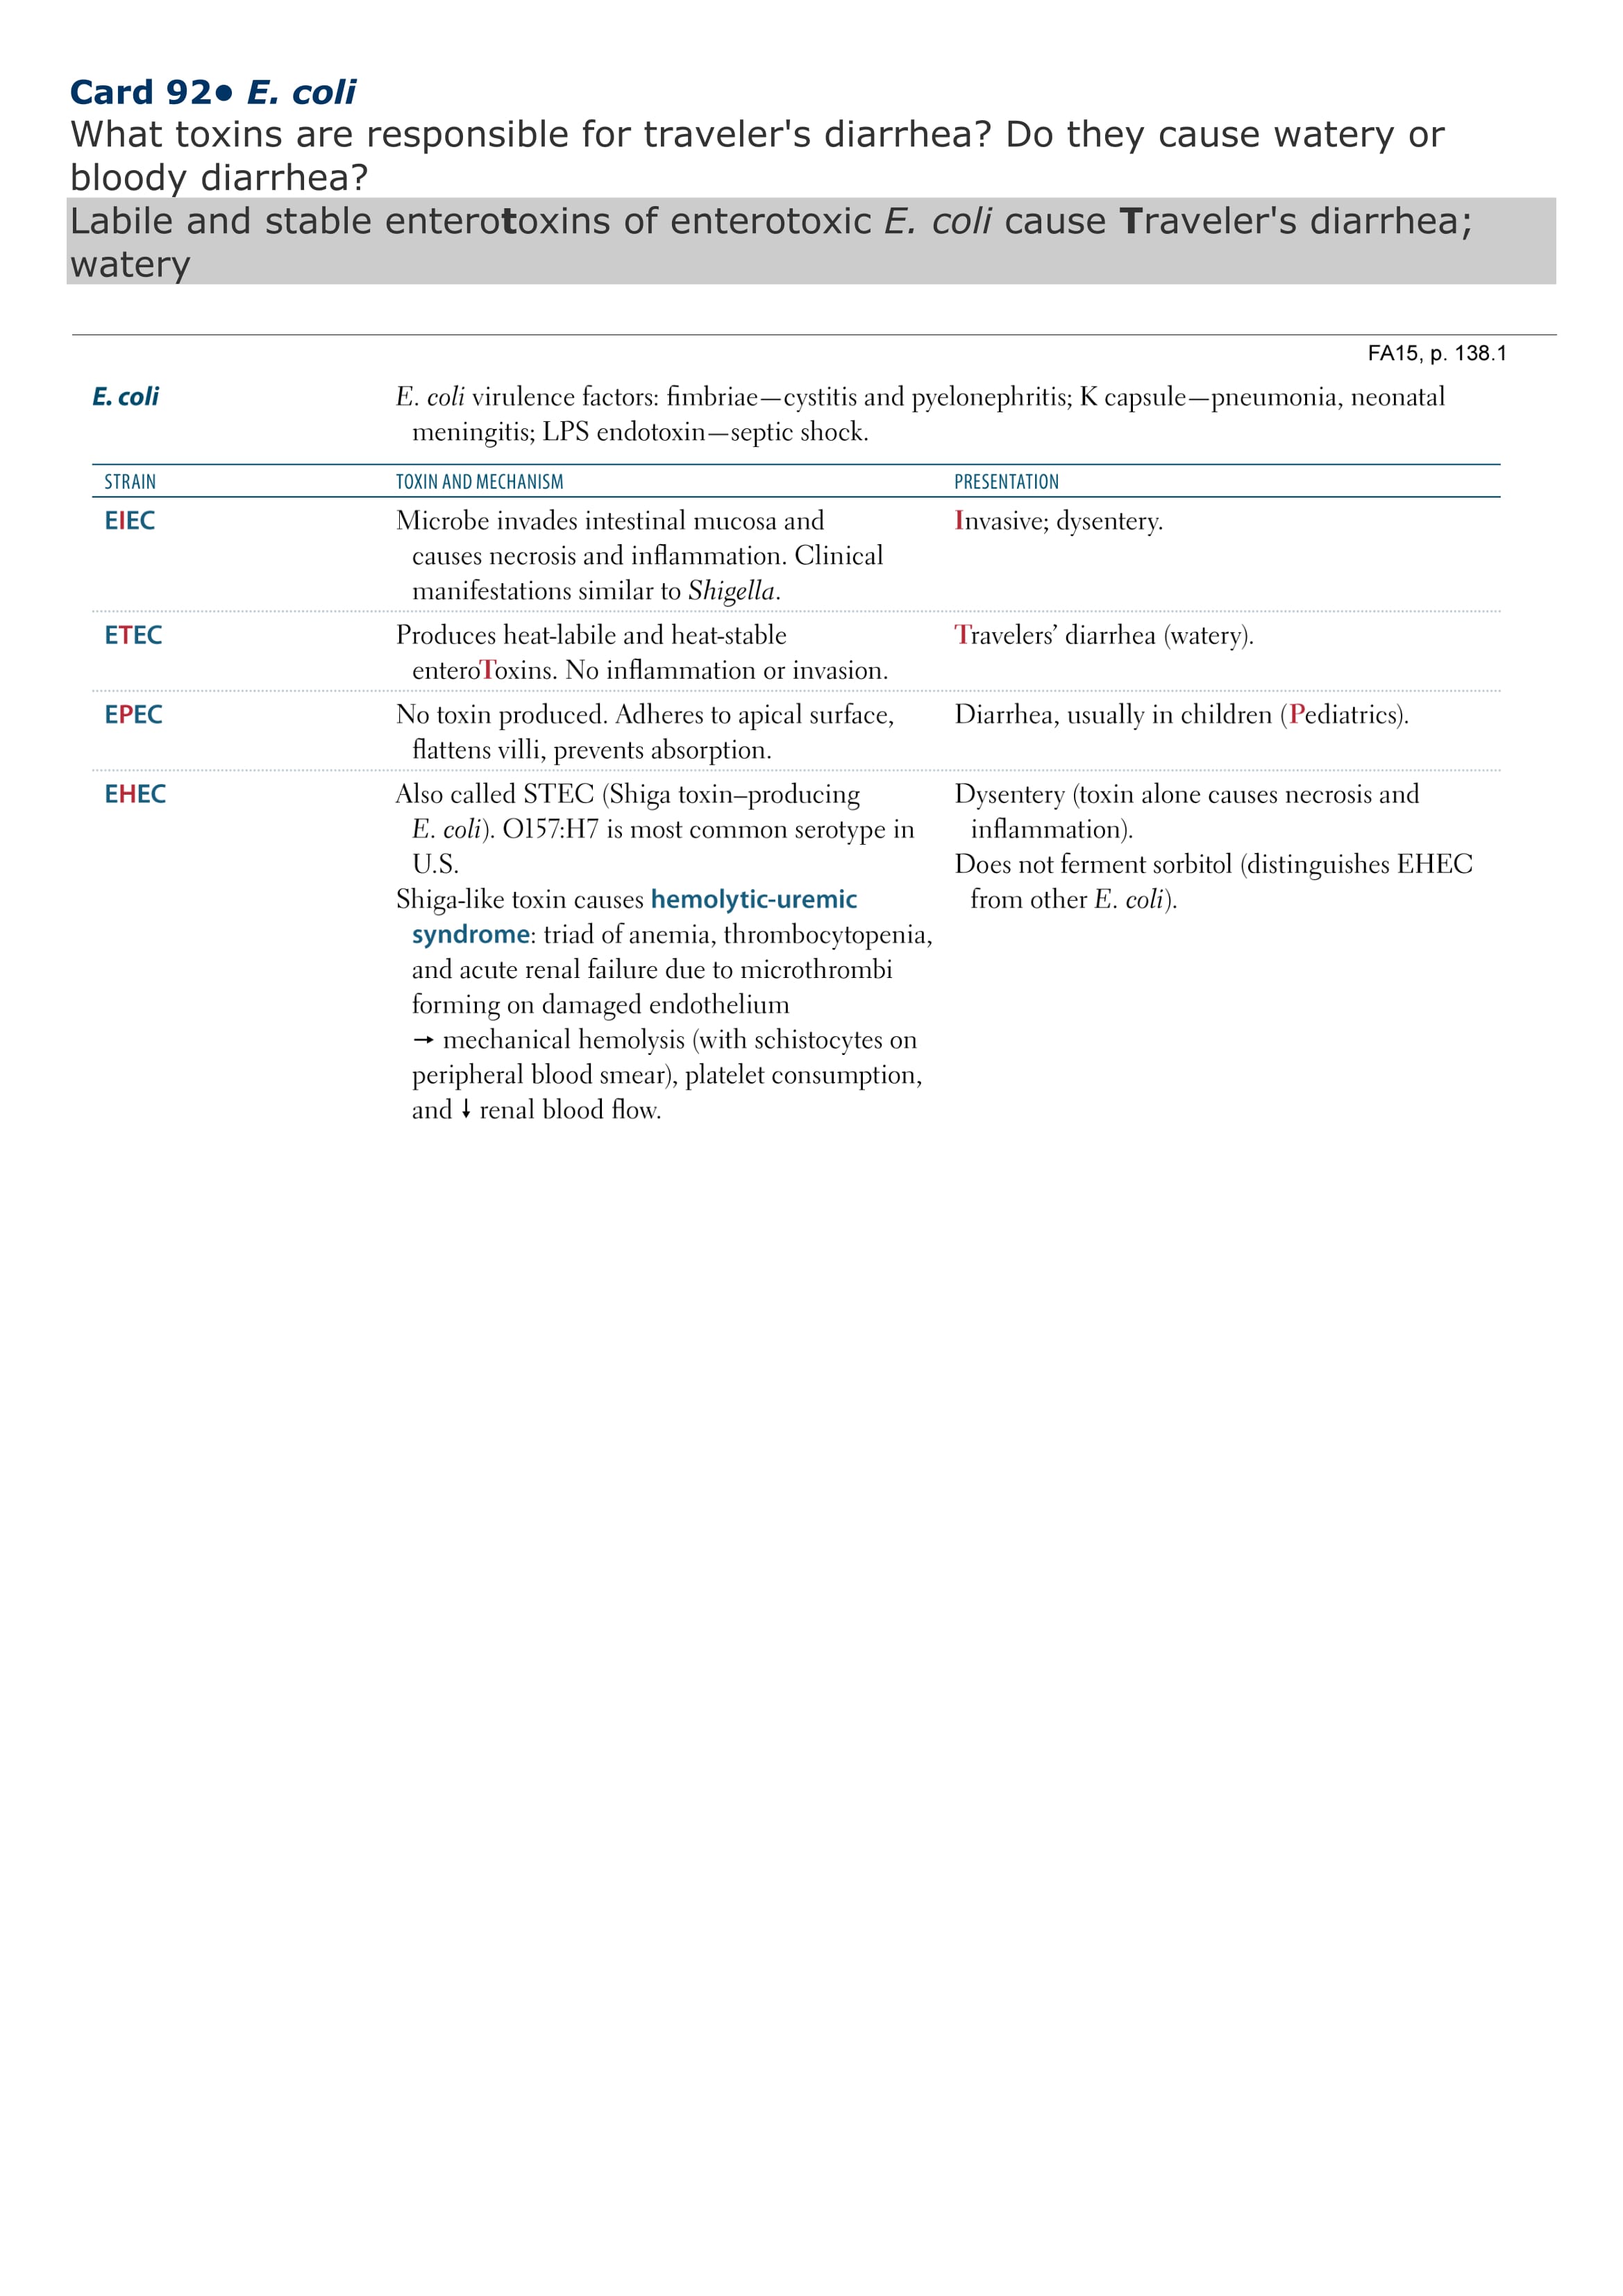 Card 92● E. coli
What toxins are responsible for traveler's diarrhea? Do they cause watery or
bloody diarrhea?
Labile and stable enterotoxins of enterotoxic E. coli cause Traveler's diarrhea;
watery
FA15, p. 138.1
E. coli
E. coli virulence factors: fimbriae—cystitis and pyelonephritis; K capsule—pneumonia, neonatal
meningitis; LPS endotoxin—septic shock.
STRAIN
TOXIN AND MECHANISM
PRESENTATION
EIEC
Microbe invades intestinal mucosa and
causes necrosis and inflammation. Clinical
manifestations similar to Shigella.
Invasive; dysentery.
ETEC
Produces heat-labile and heat-stable
enteroToxins. No inflammation or invasion.
Travelers’ diarrhea (watery).
EPEC
No toxin produced. Adheres to apical surface,
flattens villi, prevents absorption.
Diarrhea, usually in children (Pediatrics).
EHEC
Also called STEC (Shiga toxin–producing
E. coli). O157:H7 is most common serotype in
U.S.
Shiga-like toxin causes hemolytic-uremic
syndrome: triad of anemia, thrombocytopenia,
and acute renal failure due to microthrombi
forming on damaged endothelium
→ mechanical hemolysis (with schistocytes on
peripheral blood smear), platelet consumption,
and ↓ renal blood flow.
Dysentery (toxin alone causes necrosis and
inflammation).
Does not ferment sorbitol (distinguishes EHEC
from other E. coli).